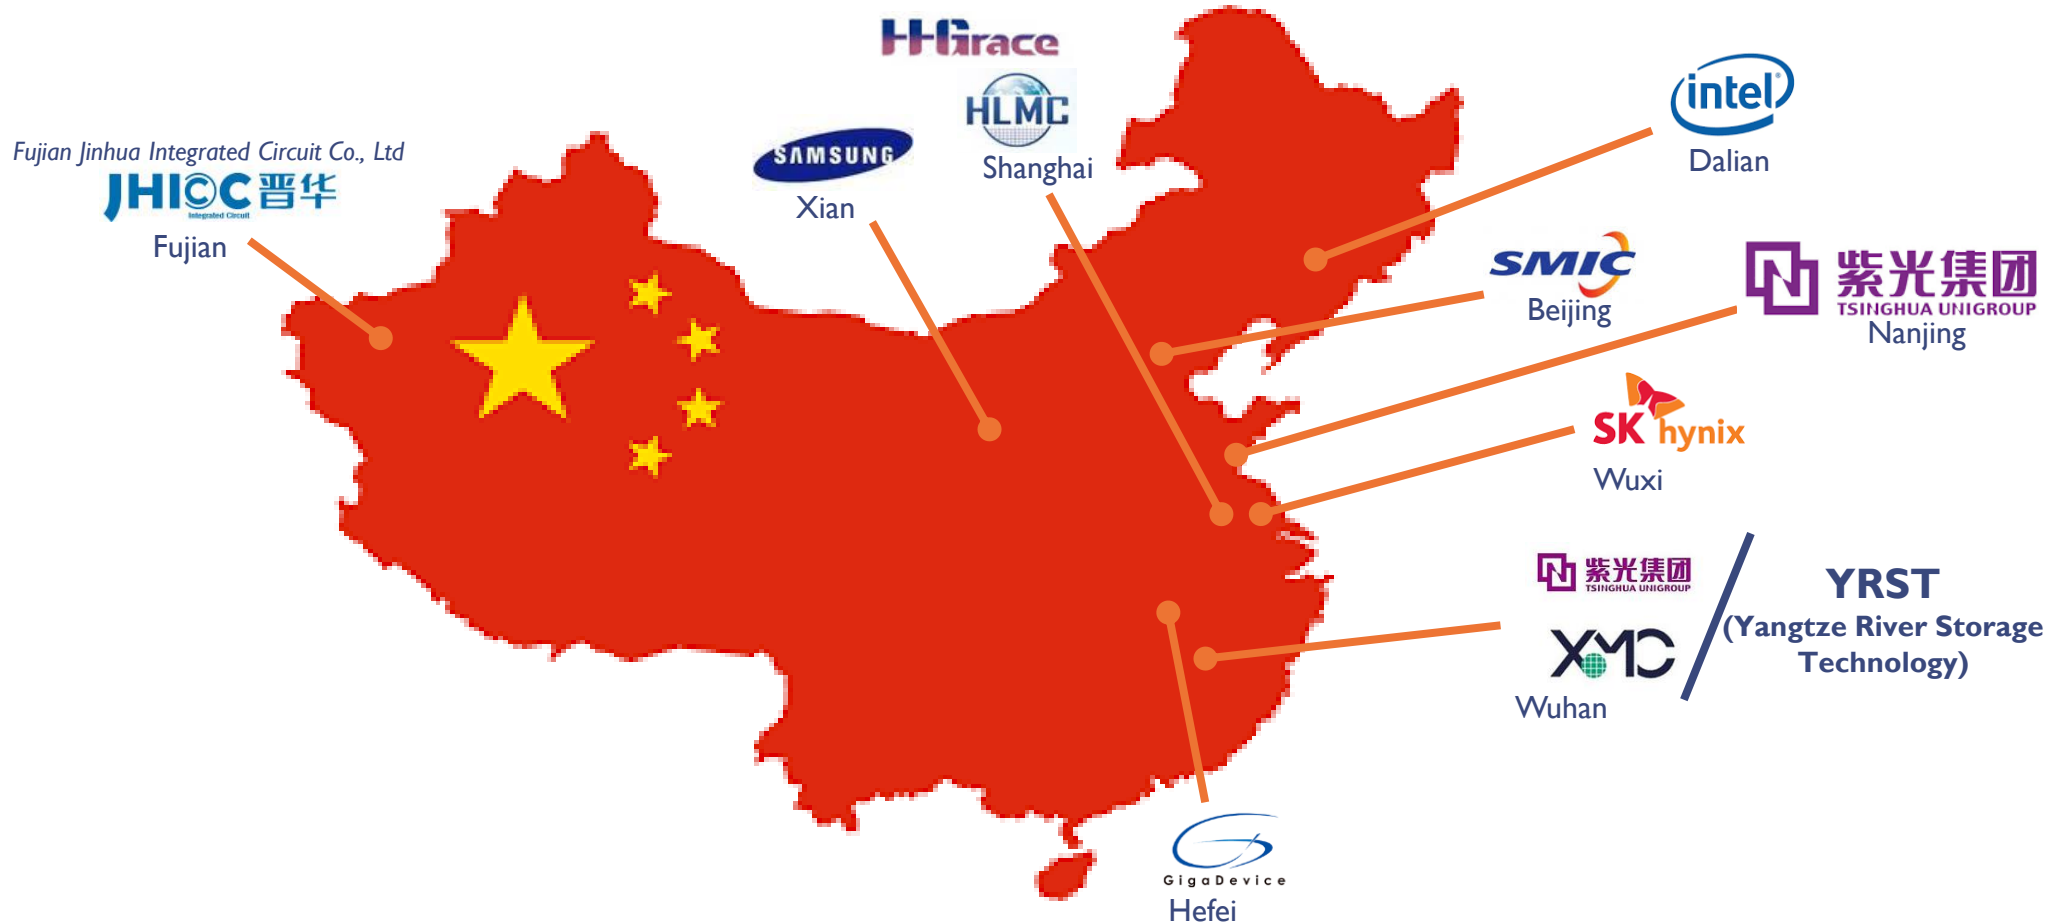 HHGrace
HLMC
Shanghai
SAMSUNG
Xian
Fujian Jinhua Integrated Circuit Co., Ltd
JHICC 晋华
Integrated Circuit
Fujian
intel
Dalian
SMIC
Beijing
紫光集团
TSINGHUA UNIGROUP
Nanjing
SK hynix
Wuxi
紫光集团
TSINGHUA UNIGROUP
XMC
Wuhan
YRST
(Yangtze River Storage
Technology)
GigaDevice
Hefei